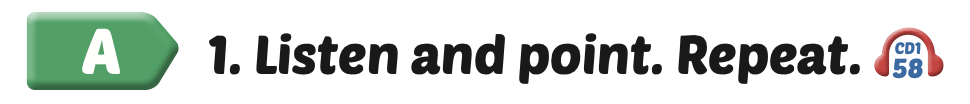 A 1. Listen and point. Repeat. CD1
58